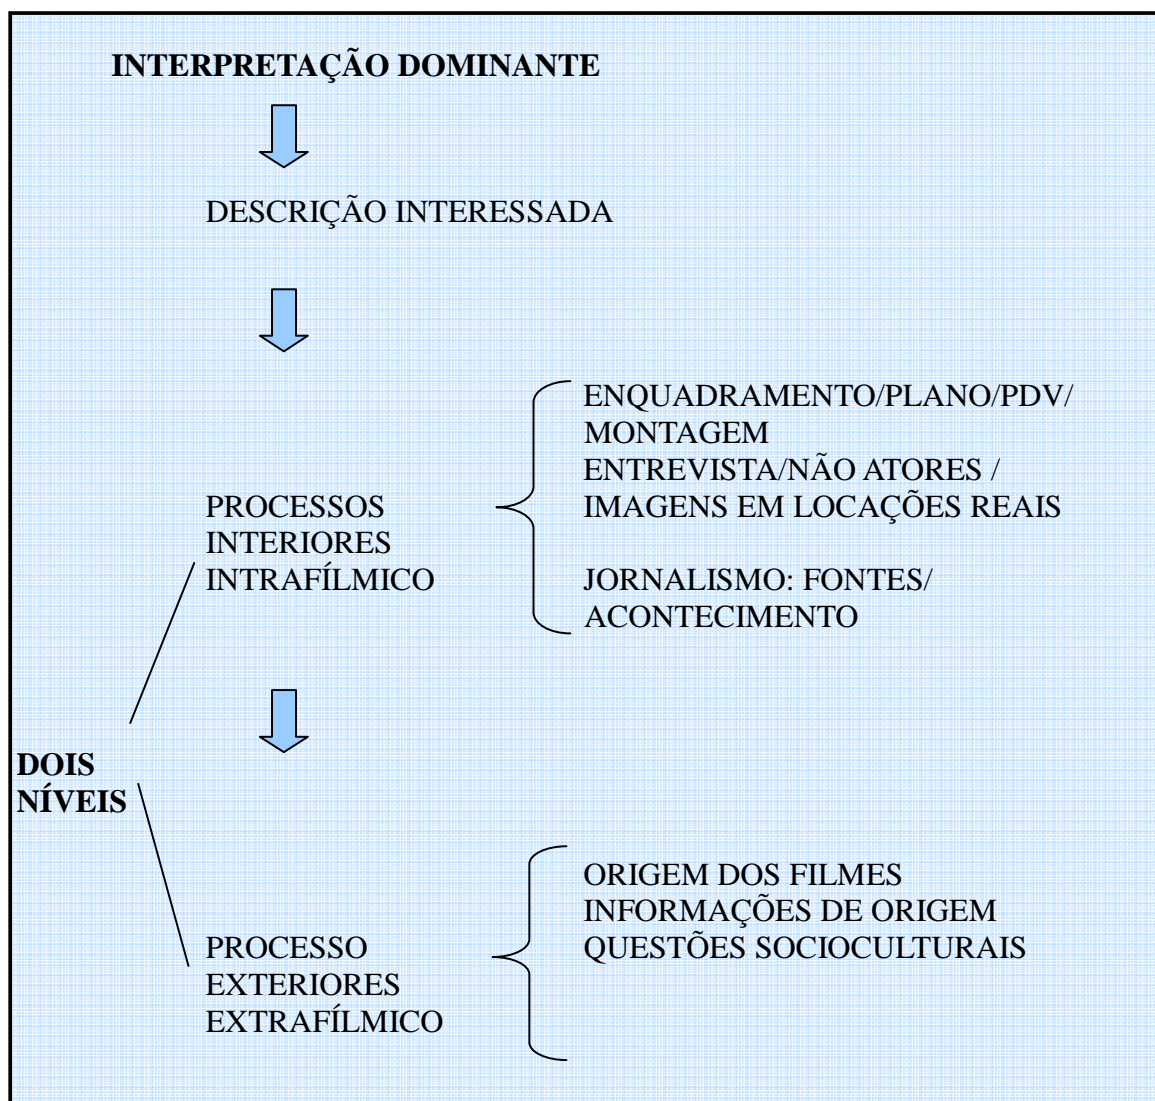 INTERPRETAÇÃO DOMINANTE
DESCRIÇÃO INTERESSADA
PROCESSOS
INTERIORES
INTRAFÍLMICO
ENQUADRAMENTO/PLANO/PDV/
MONTAGEM
ENTREVISTA/NÃO ATORES /
IMAGENS EM LOCAÇÕES REAIS
JORNALISMO: FONTES/
ACONTECIMENTO
DOIS
NÍVEIS
PROCESSO
EXTERIORES
EXTRAFÍLMICO
ORIGEM DOS FILMES
INFORMAÇÕES DE ORIGEM
QUESTÕES SOCIOCULTURAIS